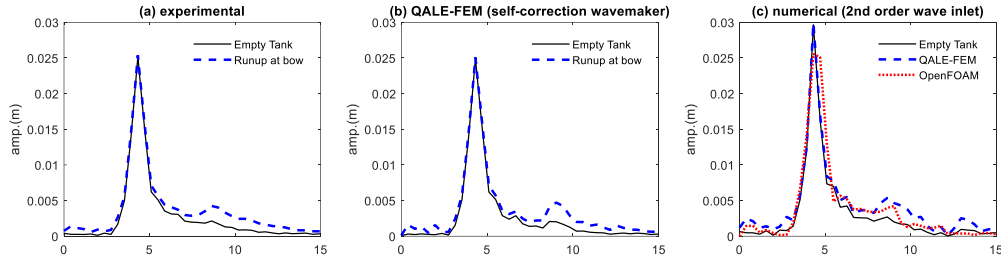 (a) experimental
amp.(m)
0.03
0.025
0.02
0.015
0.01
0.005
0
0 5 10 15
Empty Tank
Runup at bow
(b) QALE-FEM (self-correction wavemaker)
amp.(m)
0.03
0.025
0.02
0.015
0.01
0.005
0
0 5 10 15
Empty Tank
Runup at bow
(c) numerical (2nd order wave inlet)
amp.(m)
0.03
0.025
0.02
0.015
0.01
0.005
0
0 5 10 15
Empty Tank
QALE-FEM
OpenFOAM